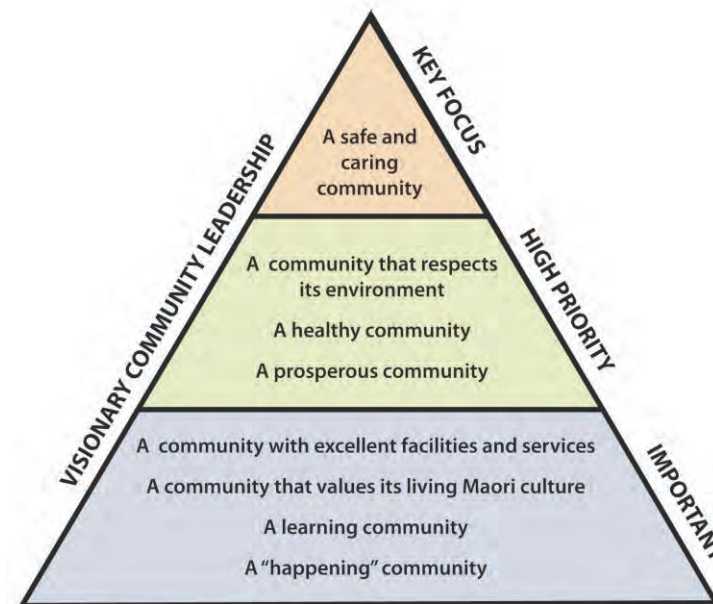 VISIONARY COMMUNITY LEADERSHIP
KEY FOCUS
A safe and
caring
community
HIGH PRIORITY
A community that respects
its environment
A healthy community
A prosperous community
IMPORTANT
A community with excellent facilities and services
A community that values its living Maori culture
A learning community
A "happening" community